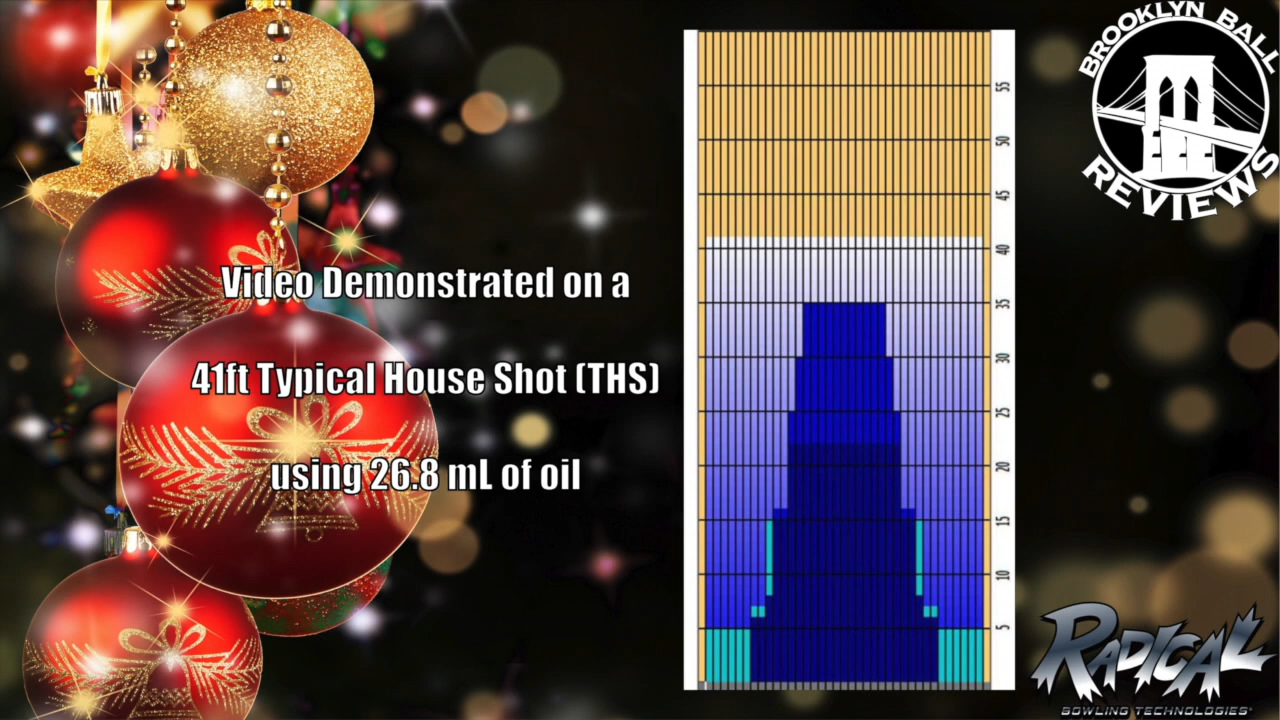 BROOKLYN BALL
REVIEWS
Video Demonstrated on a
41ft Typical House Shot (THS)
using 26.8 mL of oil
55
50
45
40
35
30
25
20
15
10
5
RADICAL
BOWLING TECHNOLOGIES